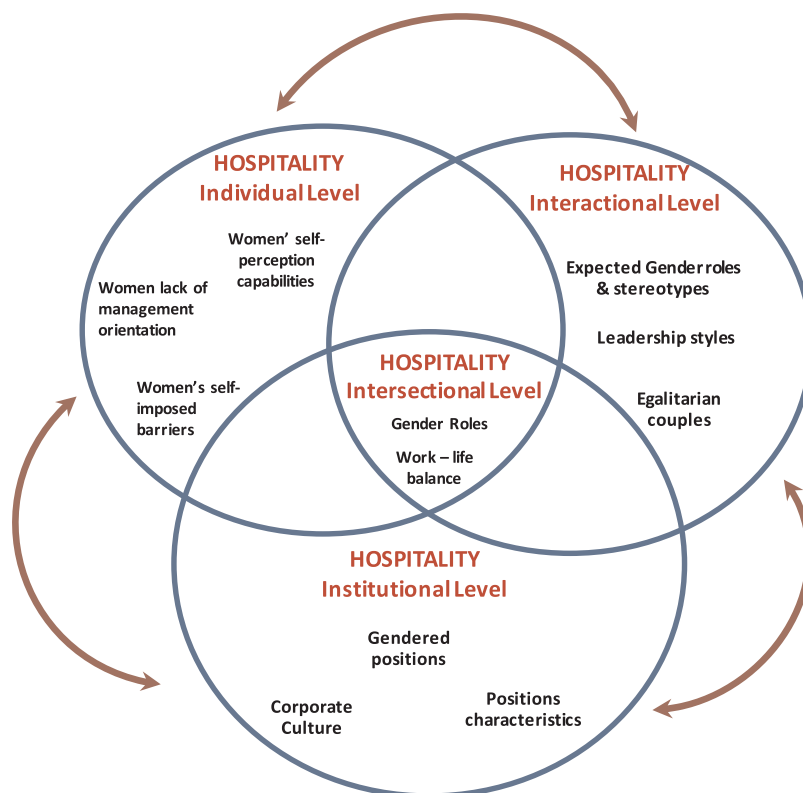 HOSPITALITY
Individual Level
Women' self-
perception
capabilities
Women lack of
management
orientation
Women's self-
imposed
barriers
HOSPITALITY
Interactional Level
Expected Gender roles
& stereotypes
Leadership styles
Egalitarian
couples
HOSPITALITY
Intersectional Level
Gender Roles
Work – life
balance
HOSPITALITY
Institutional Level
Gendered
positions
Corporate
Culture
Positions
characteristics